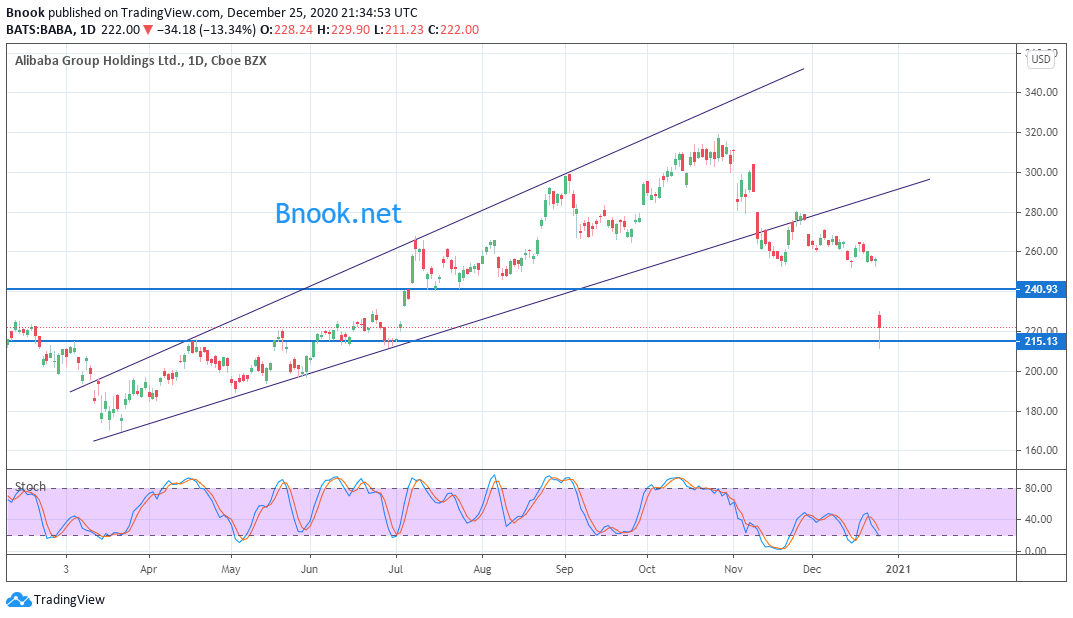 Bnook published on TradingView.com, December 25, 2020 21:34:53 UTC
BATS:BABA, 1D 222.00 ▼ −34.18 (−13.34%) O:228.24 H:229.90 L:211.23 C:222.00
Alibaba Group Holdings Ltd., 1D, Cboe BZX
USD
340.00
320.00
300.00
Bnook.net
280.00
260.00
240.93
220.00
215.13
200.00
180.00
160.00
Stoch
80.00
40.00
0.00
3 Apr May Jun Jul Aug Sep Oct Nov Dec 2021
TradingView